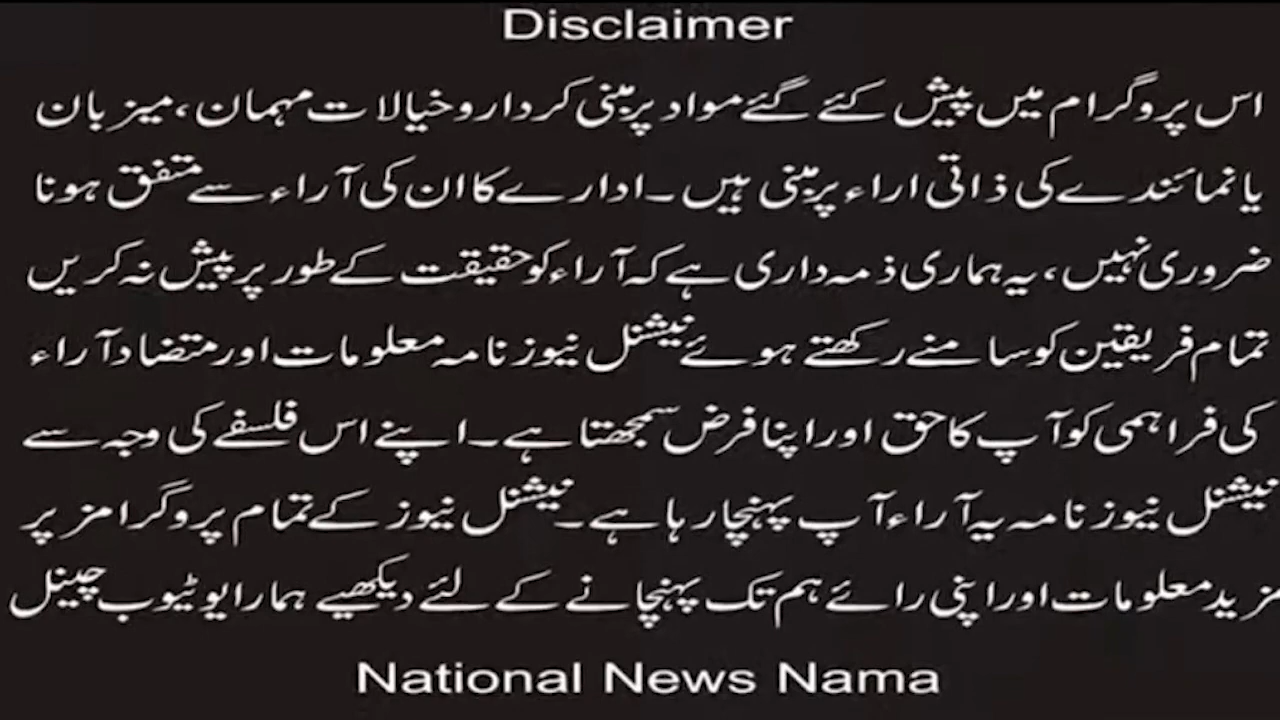 Disclaimer
اس پروگرام میں پیش کئے گئے مواد پر مبنی کردار و خیالات مہمان، میزبان
یا نمائندے کی ذاتی اراء پر مبنی ہیں۔ ادارے کا ان کی آراء سے متفق ہونا
ضروری نہیں، یہ ہماری ذمہ داری ہے کہ آراء کو حقیقت کے طور پر پیش نہ کریں
تمام فریقین کو سامنے رکھتے ہوئے نیشنل نیوز نامہ معلومات اور متضاد آراء
کی فراہمی کو آپ کا حق اور اپنا فرض سمجھتا ہے۔ اپنے اس فلسفے کی وجہ سے
نیشنل نیوز نامہ یہ آراء آپ پہنچا رہا ہے۔ نیشنل نیوز کے تمام پروگرامز پر
مزید معلومات اور اپنی رائے ہم تک پہنچانے کے لئے دیکھیے ہمارا یوٹیوب چینل
National News Nama